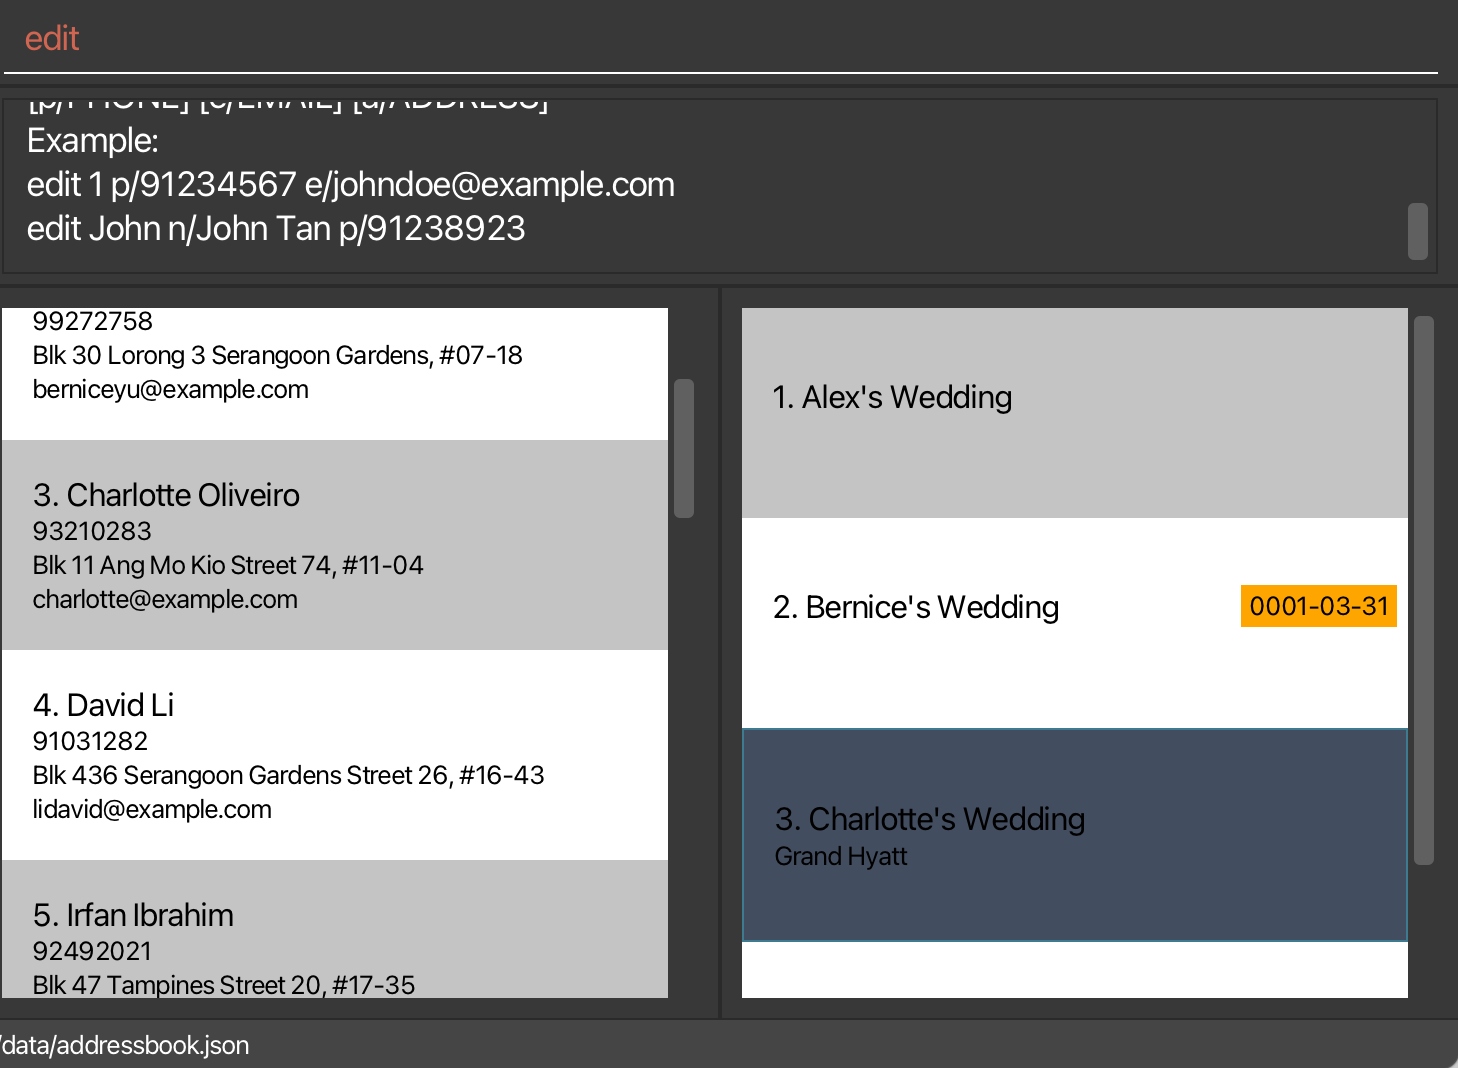 edit
[p/PHONE] [e/EMAIL] [a/ADDRESS]
Example:
edit 1 p/91234567 e/johndoe@example.com
edit John n/John Tan p/91238923
99272758
Blk 30 Lorong 3 Serangoon Gardens, #07-18
berniceyu@example.com
3. Charlotte Oliveiro
93210283
Blk 11 Ang Mo Kio Street 74, #11-04
charlotte@example.com
4. David Li
91031282
Blk 436 Serangoon Gardens Street 26, #16-43
lidavid@example.com
5. Irfan Ibrahim
92492021
Blk 47 Tampines Street 20, #17-35
1. Alex's Wedding
2. Bernice's Wedding
0001-03-31
3. Charlotte's Wedding
Grand Hyatt
/data/addressbook.json